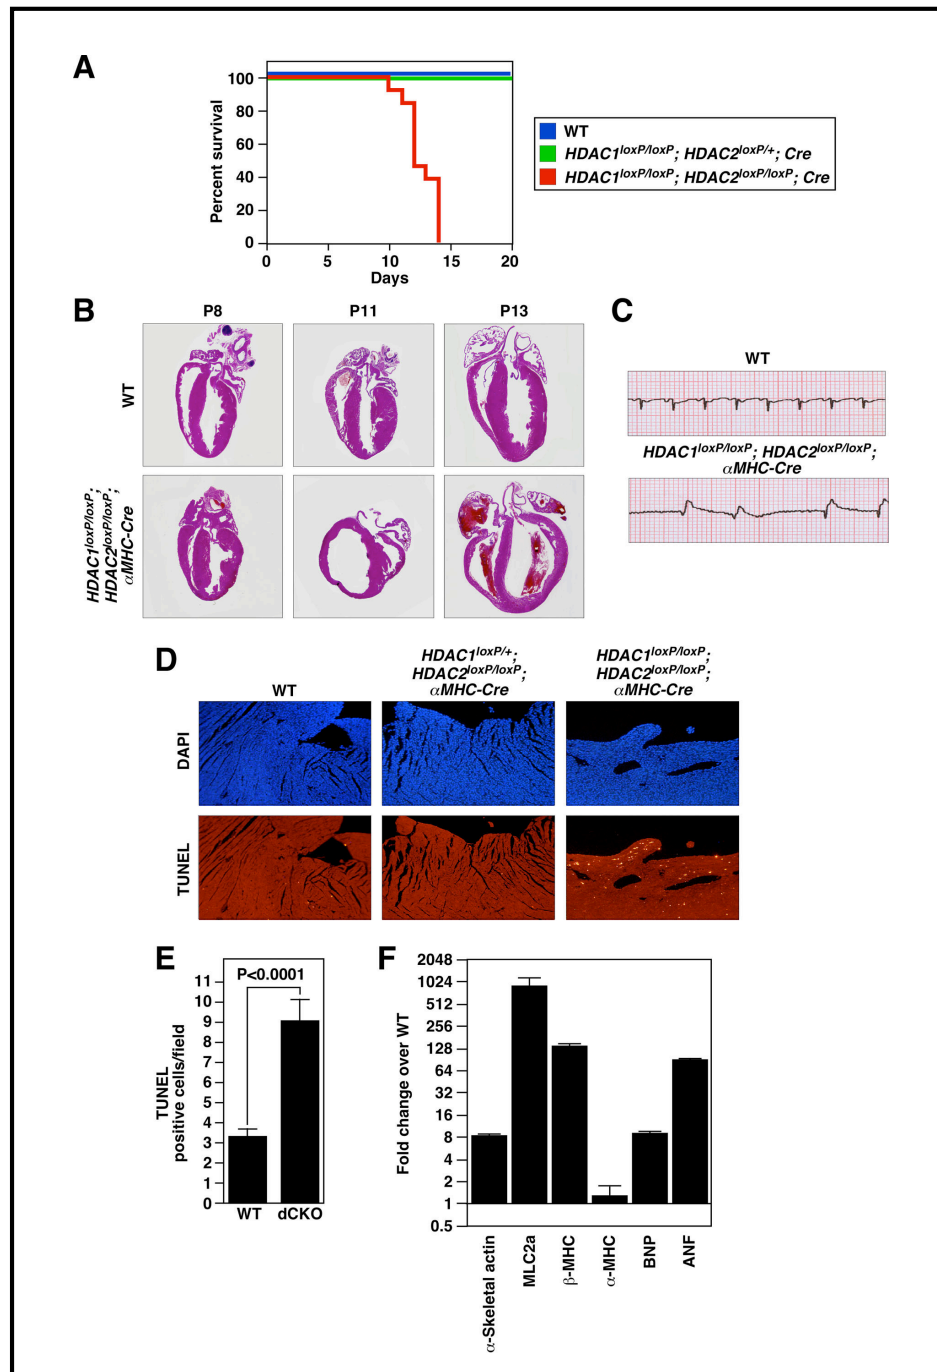 A
Percent survival
100
80
60
40
20
0
0 5 10 15 20
Days
WT
HDAC1loxP/loxP; HDAC2loxP/+; Cre
HDAC1loxP/loxP; HDAC2loxP/loxP; Cre
B
P8 P11 P13
WT
HDAC1loxP/loxP;
HDAC2loxP/loxP;
αMHC-Cre
C
WT
HDAC1loxP/loxP; HDAC2loxP/loxP;
αMHC-Cre
D
WT
HDAC1loxP/+;
HDAC2loxP/loxP;
αMHC-Cre
HDAC1loxP/loxP;
HDAC2loxP/loxP;
αMHC-Cre
DAPI
TUNEL
E
P<0.0001
TUNEL
positive cells/field
11
10
9
8
7
6
5
4
3
2
1
0
WT dCKO
F
Fold change over WT
2048
1024
512
256
128
64
32
16
8
4
2
1
0.5
α-Skeletal actin
MLC2a
β-MHC
α-MHC
BNP
ANF